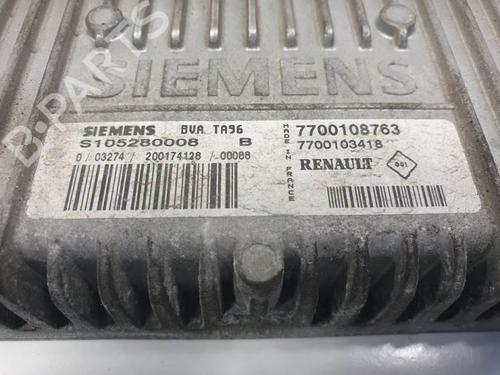 B-PARTS
SIEMENS
SIEMENS BVA TA96
S105280008 B
0/03274/200174128/00088
MADE IN FRANCE
7700108763
7700103418
RENAULT